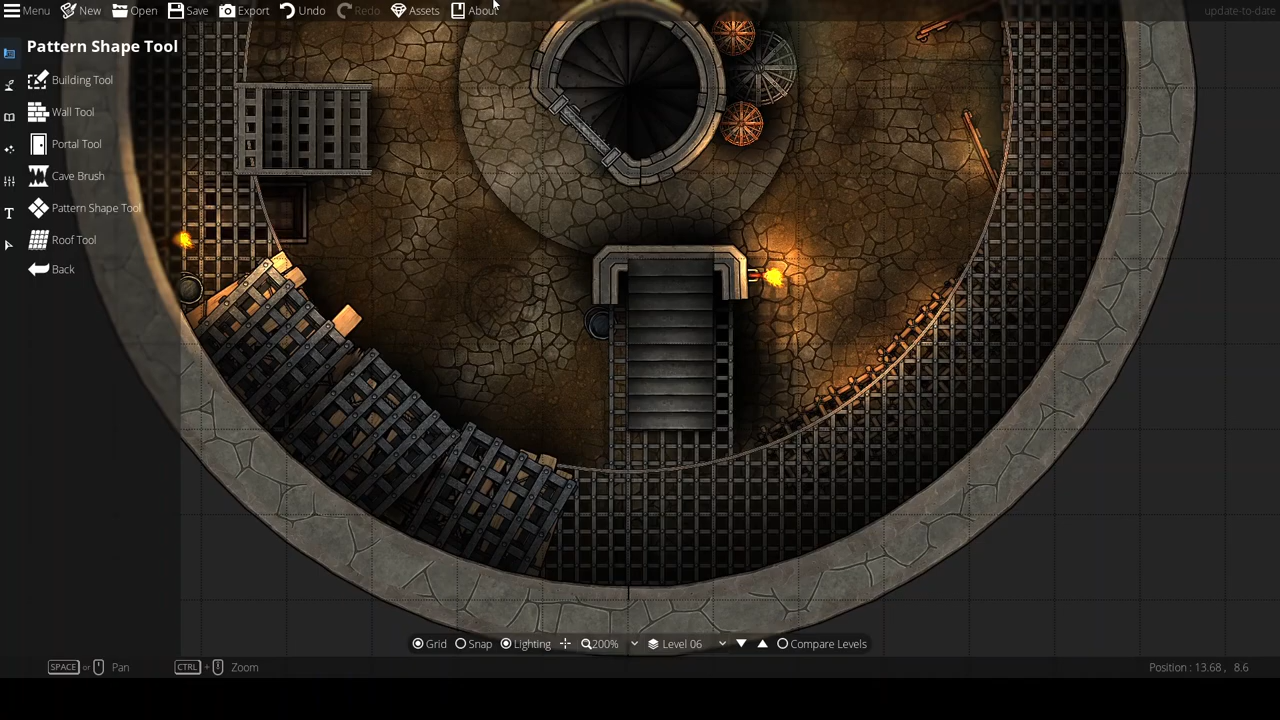 Menu New Open Save Export Undo Redo Assets About update-to-date
Pattern Shape Tool
Building Tool
Wall Tool
Portal Tool
Cave Brush
Pattern Shape Tool
Roof Tool
Back
Grid Snap Lighting 200% Level 06 Compare Levels
SPACE or Pan CTRL + Zoom Position : 13.68 , 8.6